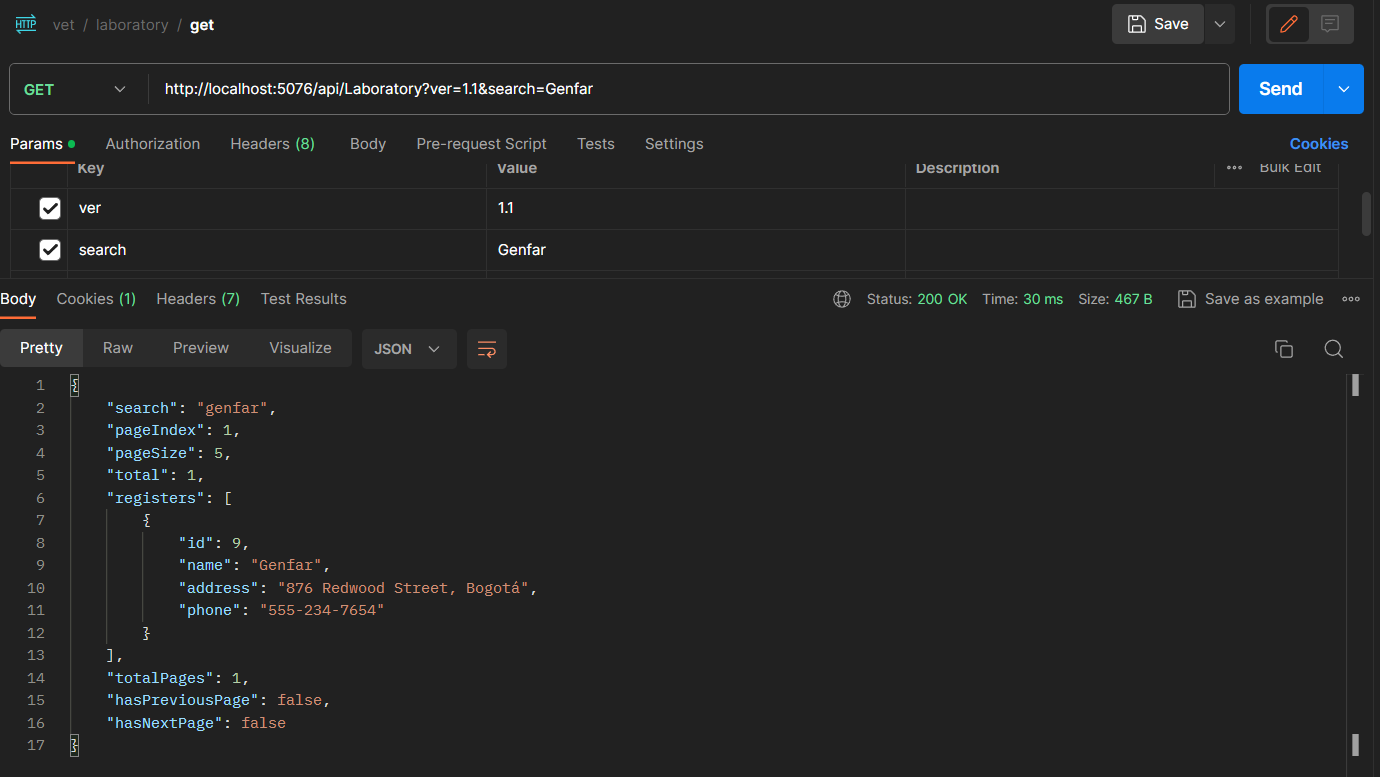 HTTP vet / laboratory / get Save
GET http://localhost:5076/api/Laboratory?ver=1.1&search=Genfar Send
Params Authorization Headers (8) Body Pre-request Script Tests Settings Cookies
Key Value Description Bulk Edit
ver 1.1
search Genfar
Body Cookies (1) Headers (7) Test Results Status: 200 OK Time: 30 ms Size: 467 B Save as example
Pretty Raw Preview Visualize JSON
1 {
2 "search": "genfar",
3 "pageIndex": 1,
4 "pageSize": 5,
5 "total": 1,
6 "registers": [
7 {
8 "id": 9,
9 "name": "Genfar",
10 "address": "876 Redwood Street, Bogotá",
11 "phone": "555-234-7654"
12 }
13 ],
14 "totalPages": 1,
15 "hasPreviousPage": false,
16 "hasNextPage": false
17 }